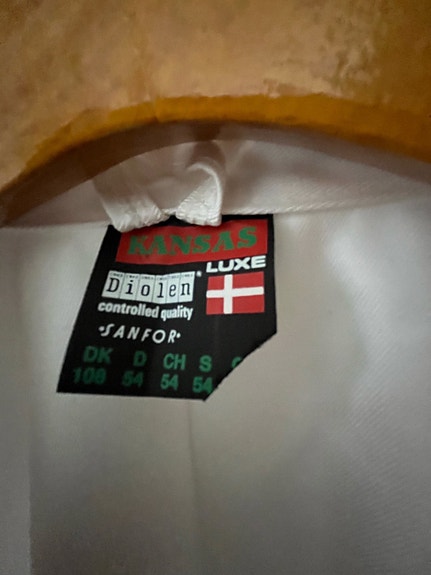 KANSAS
LUXE
Diolen
controlled quality
·SANFOR·
DK D CH S
108 54 54 54